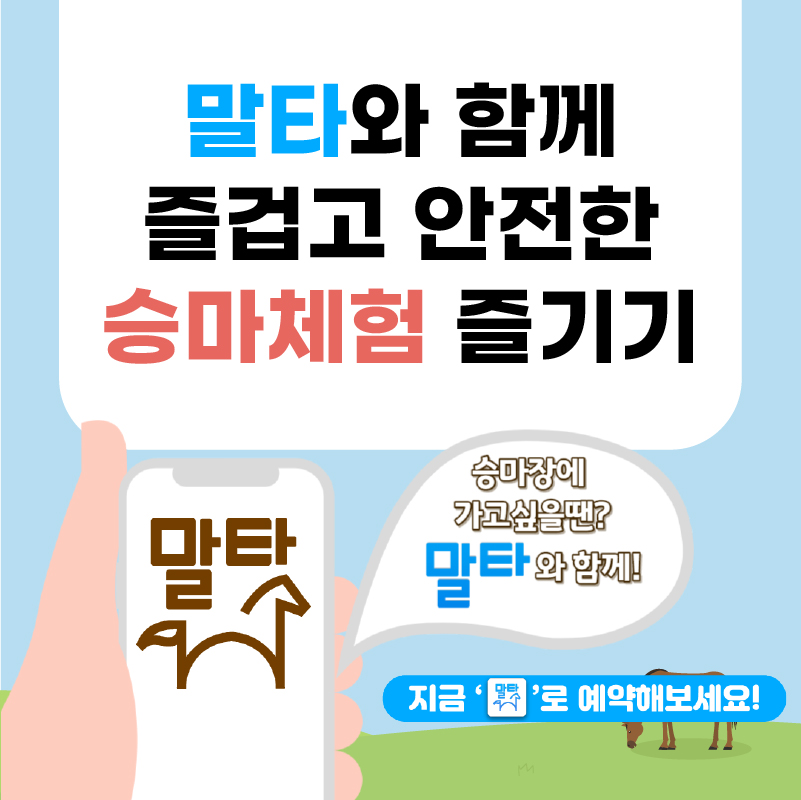 말타와 함께
즐겁고 안전한
승마체험 즐기기
말타
승마장에
가고싶을땐?
말타와 함께!
지금 ‘말타’로 예약해보세요!